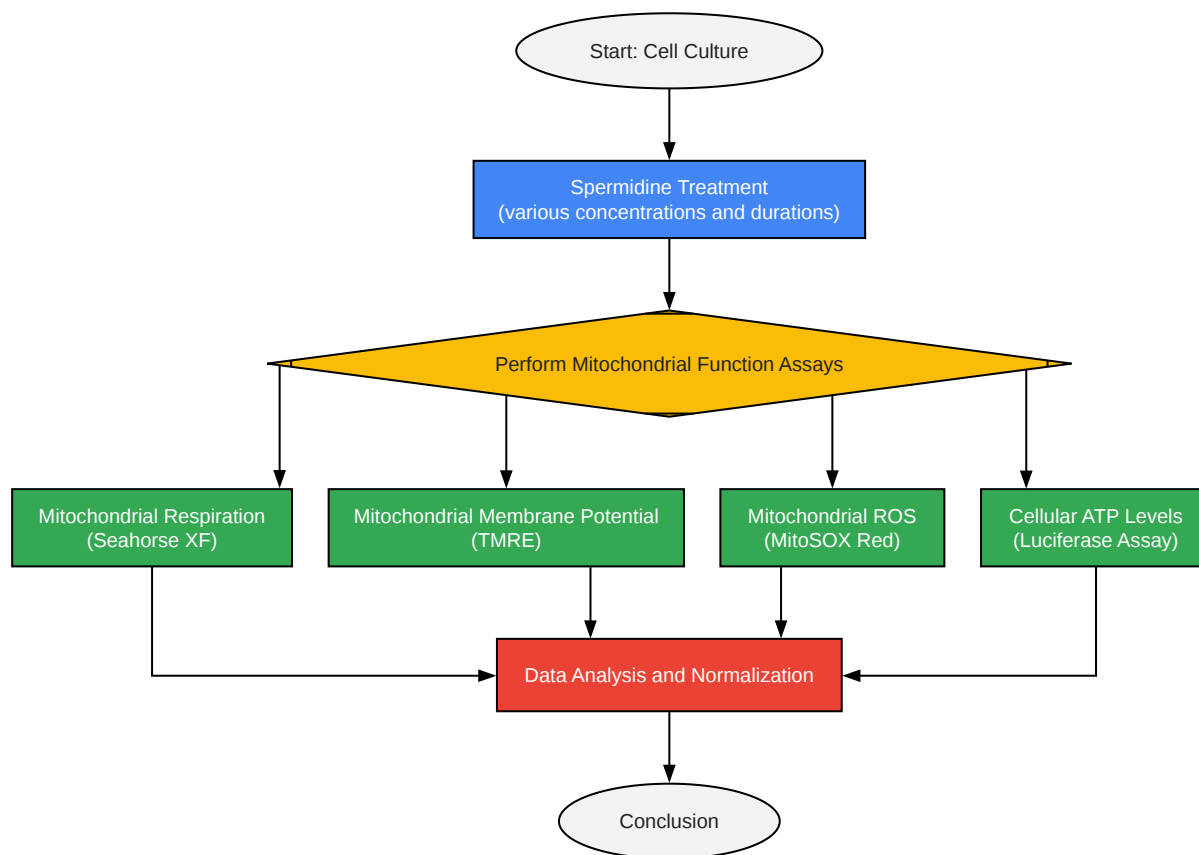 Start: Cell Culture
Spermidine Treatment
(various concentrations and durations)
Perform Mitochondrial Function Assays
Mitochondrial Respiration
(Seahorse XF)
Mitochondrial Membrane Potential
(TMRE)
Mitochondrial ROS
(MitoSOX Red)
Cellular ATP Levels
(Luciferase Assay)
Data Analysis and Normalization
Conclusion